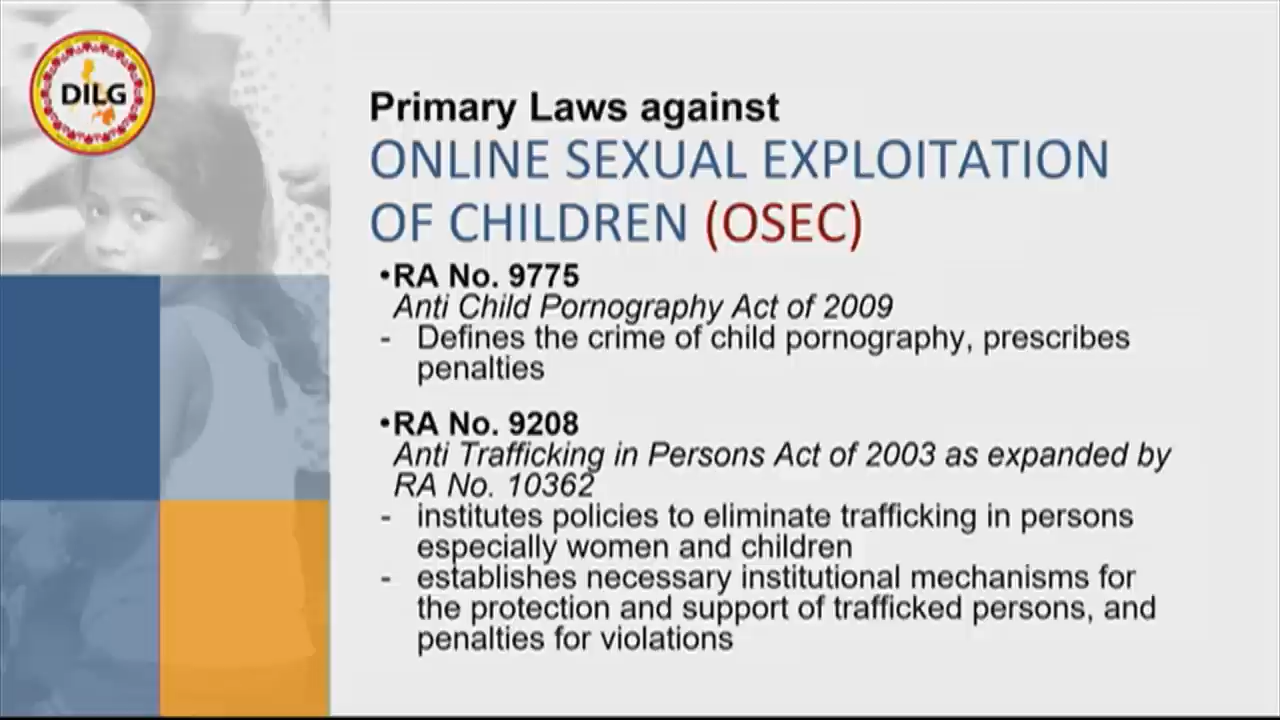 DILG
Primary Laws against
ONLINE SEXUAL EXPLOITATION
OF CHILDREN (OSEC)
•RA No. 9775
Anti Child Pornography Act of 2009
- Defines the crime of child pornography, prescribes
penalties
•RA No. 9208
Anti Trafficking in Persons Act of 2003 as expanded by
RA No. 10362
- institutes policies to eliminate trafficking in persons
especially women and children
- establishes necessary institutional mechanisms for
the protection and support of trafficked persons, and
penalties for violations